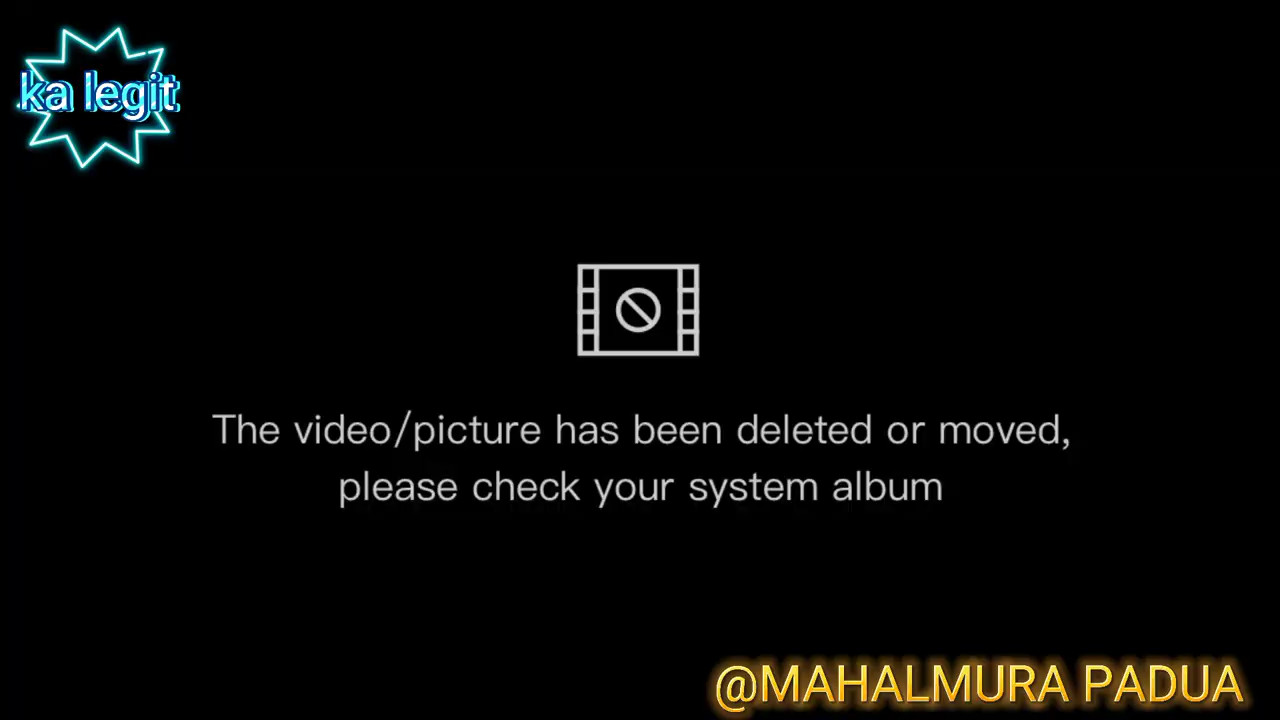 ka legit
The video/picture has been deleted or moved,
please check your system album
@MAHALMURA PADUA